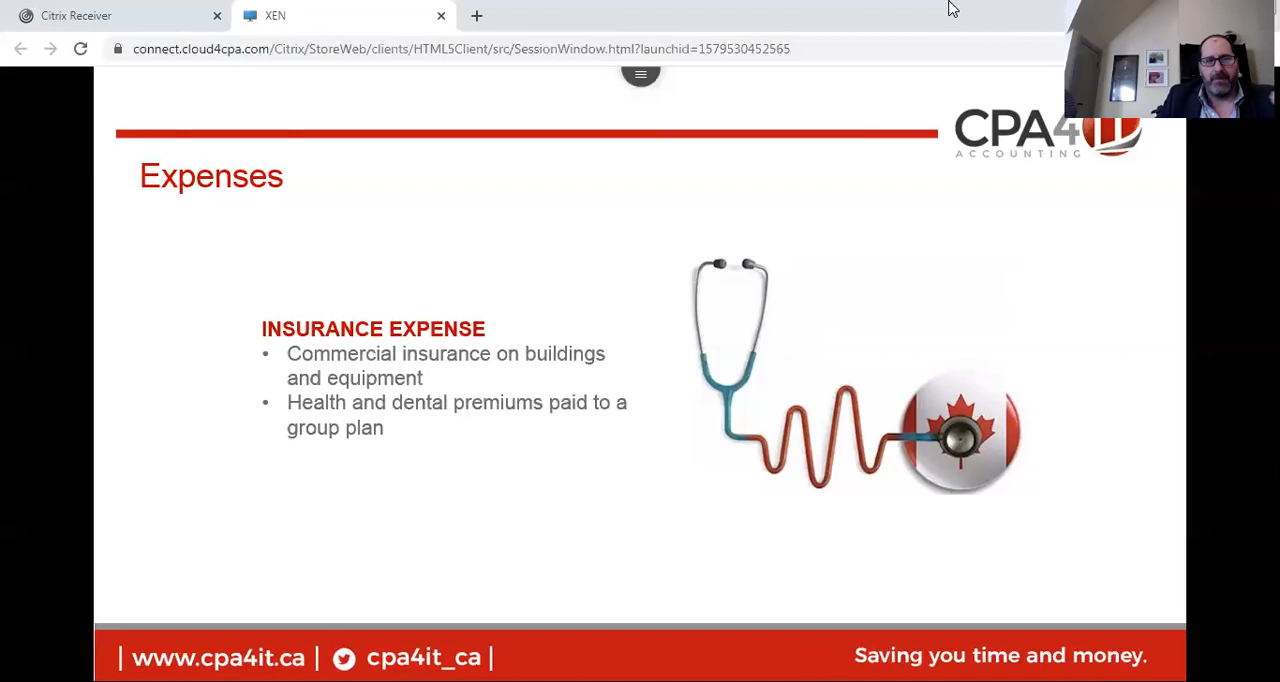 Citrix Receiver
XEN
connect.cloud4cpa.com/Citrix/StoreWeb/clients/HTML5Client/src/SessionWindow.html?launchid=1579530452565
CPA4it
ACCOUNTING
Expenses
INSURANCE EXPENSE
• Commercial insurance on buildings
and equipment
• Health and dental premiums paid to a
group plan
| www.cpa4it.ca | cpa4it_ca |
Saving you time and money.